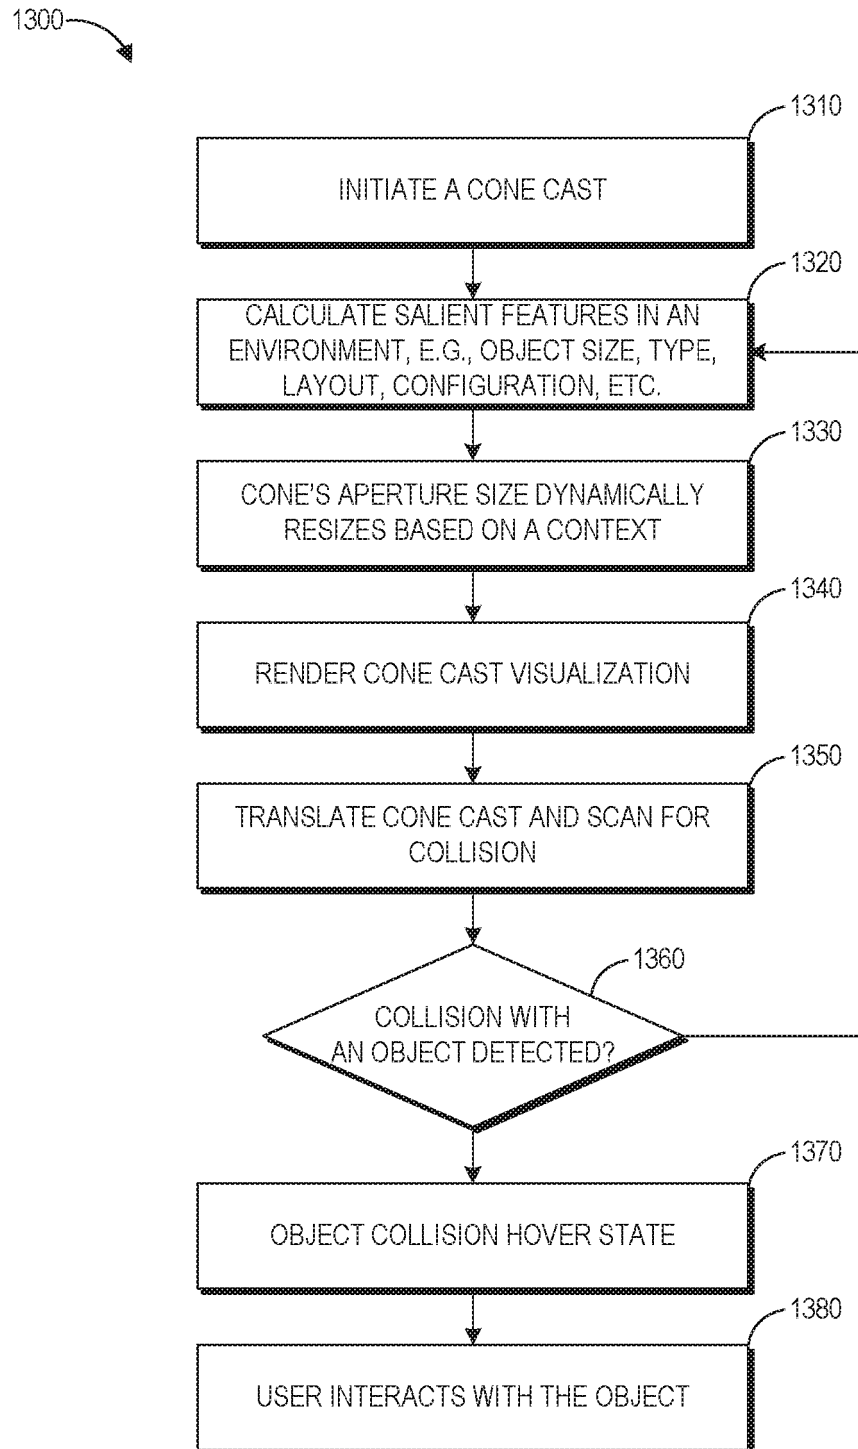 1300
1310
INITIATE A CONE CAST
1320
CALCULATE SALIENT FEATURES IN AN
ENVIRONMENT, E.G., OBJECT SIZE, TYPE,
LAYOUT, CONFIGURATION, ETC.
1330
CONE'S APERTURE SIZE DYNAMICALLY
RESIZES BASED ON A CONTEXT
1340
RENDER CONE CAST VISUALIZATION
1350
TRANSLATE CONE CAST AND SCAN FOR
COLLISION
1360
COLLISION WITH
AN OBJECT DETECTED?
1370
OBJECT COLLISION HOVER STATE
1380
USER INTERACTS WITH THE OBJECT